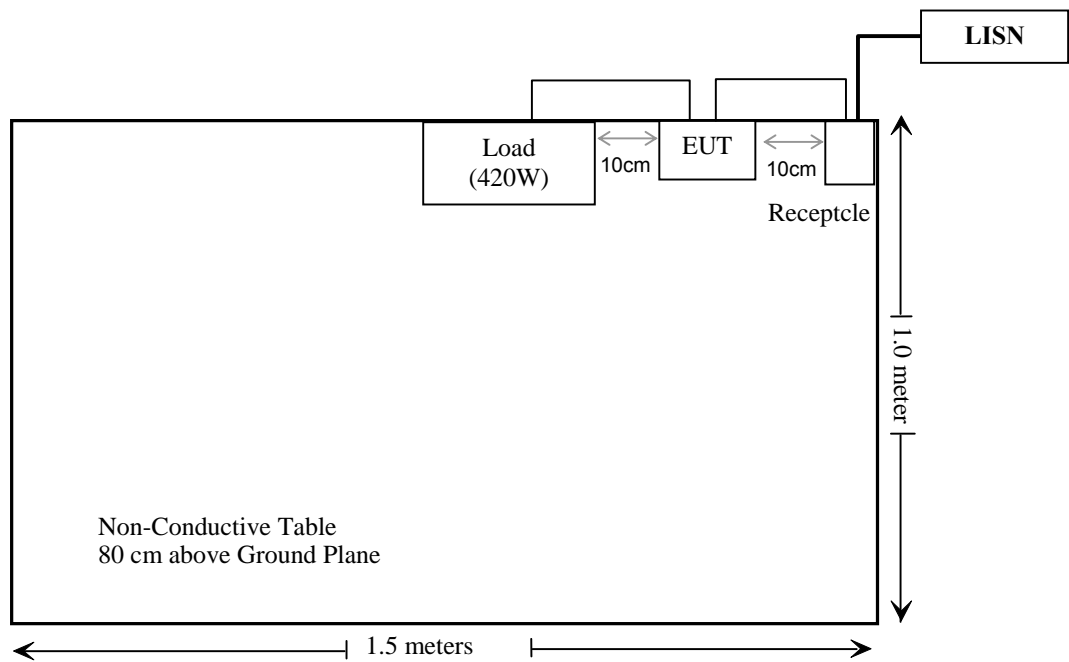 LISN
Load
(420W)
10cm
EUT
10cm
Receptcle
1.0 meter
Non-Conductive Table
80 cm above Ground Plane
1.5 meters